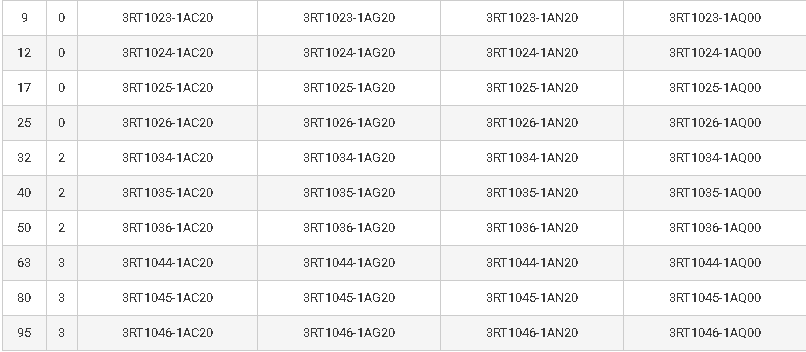 9 0 3RT1023-1AC20 3RT1023-1AG20 3RT1023-1AN20 3RT1023-1AQ00
12 0 3RT1024-1AC20 3RT1024-1AG20 3RT1024-1AN20 3RT1024-1AQ00
17 0 3RT1025-1AC20 3RT1025-1AG20 3RT1025-1AN20 3RT1025-1AQ00
25 0 3RT1026-1AC20 3RT1026-1AG20 3RT1026-1AN20 3RT1026-1AQ00
32 2 3RT1034-1AC20 3RT1034-1AG20 3RT1034-1AN20 3RT1034-1AQ00
40 2 3RT1035-1AC20 3RT1035-1AG20 3RT1035-1AN20 3RT1035-1AQ00
50 2 3RT1036-1AC20 3RT1036-1AG20 3RT1036-1AN20 3RT1036-1AQ00
63 3 3RT1044-1AC20 3RT1044-1AG20 3RT1044-1AN20 3RT1044-1AQ00
80 3 3RT1045-1AC20 3RT1045-1AG20 3RT1045-1AN20 3RT1045-1AQ00
95 3 3RT1046-1AC20 3RT1046-1AG20 3RT1046-1AN20 3RT1046-1AQ00